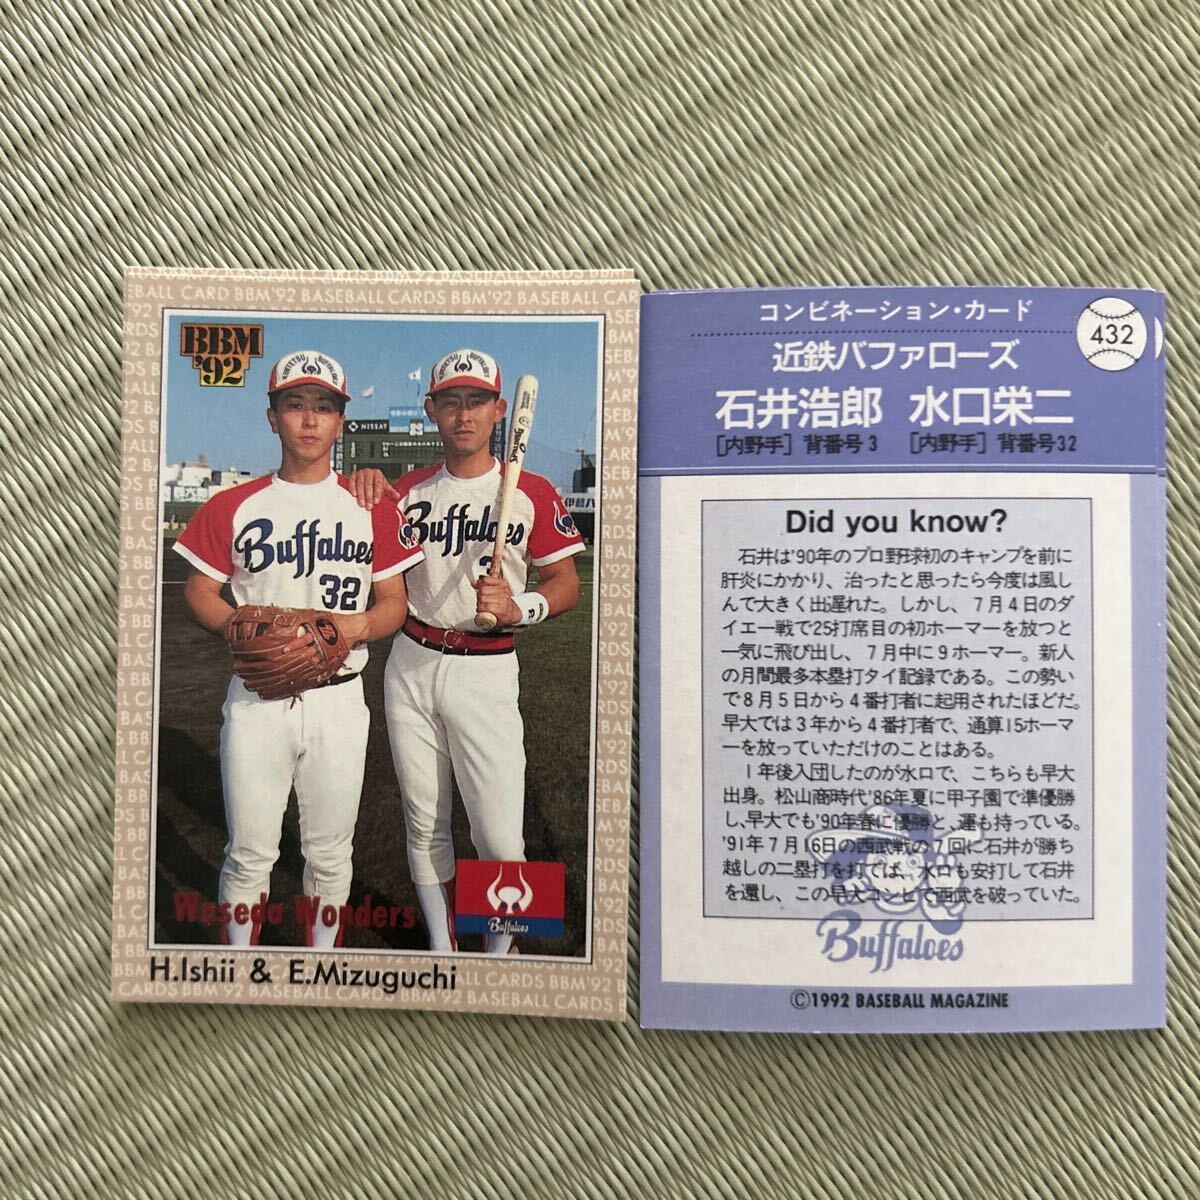 BALL CARD BBM'92 BASEBALL CARDS BBM'92 BASEBALL CARDS
BBM
'92
KINTETSU BUFFALOES
NISSAT
Buffaloes
32
Buffaloes
3
Waseda Wonders
Buffaloes
H.Ishii & E.Mizuguchi
CARDS BBM'92 BASEBALL CARD BBM'92 BASEBALL CARDS
コンビネーション・カード
432
近鉄バファローズ
石井浩郎 水口栄二
[内野手] 背番号3 [内野手] 背番号32
Did you know?
石井は'90年のプロ野球初のキャンプを前に
肝炎にかかり、治ったと思ったら今度は風し
んで大きく出遅れた。しかし、7月4日のダ
イエー戦で25打席目の初ホーマーを放つと
一気に飛び出し、7月中に9ホーマー。新人
の月間最多本塁打タイ記録である。この勢い
で8月5日から4番打者に起用されたほどだ。
早大では3年から4番打者で、通算15ホーマ
ーを放っていただけのことはある。
1年後入団したのが水口で、こちらも早大
出身。松山商時代'86年夏に甲子園で準優勝
し、早大でも'90年春に優勝と、運も持っている。
'91年7月16日の西武戦の7回に石井が勝ち
越しの二塁打を打てば、水口も安打して石井
を還し、この早大コンビで西武を破っていた。
Buffaloes
©1992 BASEBALL MAGAZINE